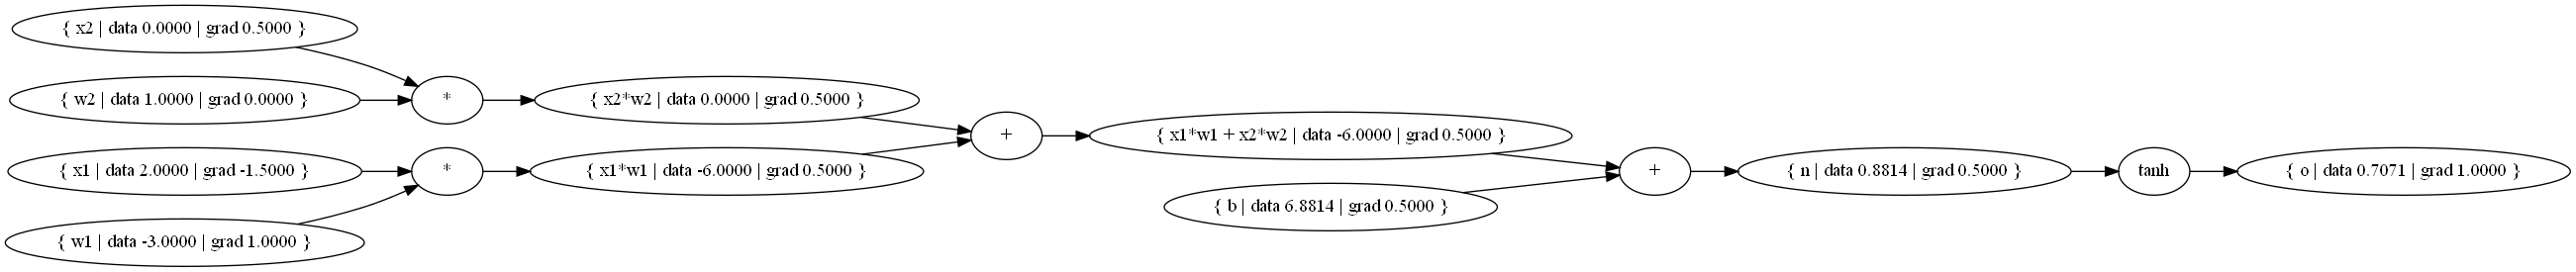 { x2 | data 0.0000 | grad 0.5000 }
{ w2 | data 1.0000 | grad 0.0000 }
*
{ x2*w2 | data 0.0000 | grad 0.5000 }
{ x1 | data 2.0000 | grad -1.5000 }
*
{ x1*w1 | data -6.0000 | grad 0.5000 }
{ w1 | data -3.0000 | grad 1.0000 }
+
{ x1*w1 + x2*w2 | data -6.0000 | grad 0.5000 }
{ b | data 6.8814 | grad 0.5000 }
+
{ n | data 0.8814 | grad 0.5000 }
tanh
{ o | data 0.7071 | grad 1.0000 }